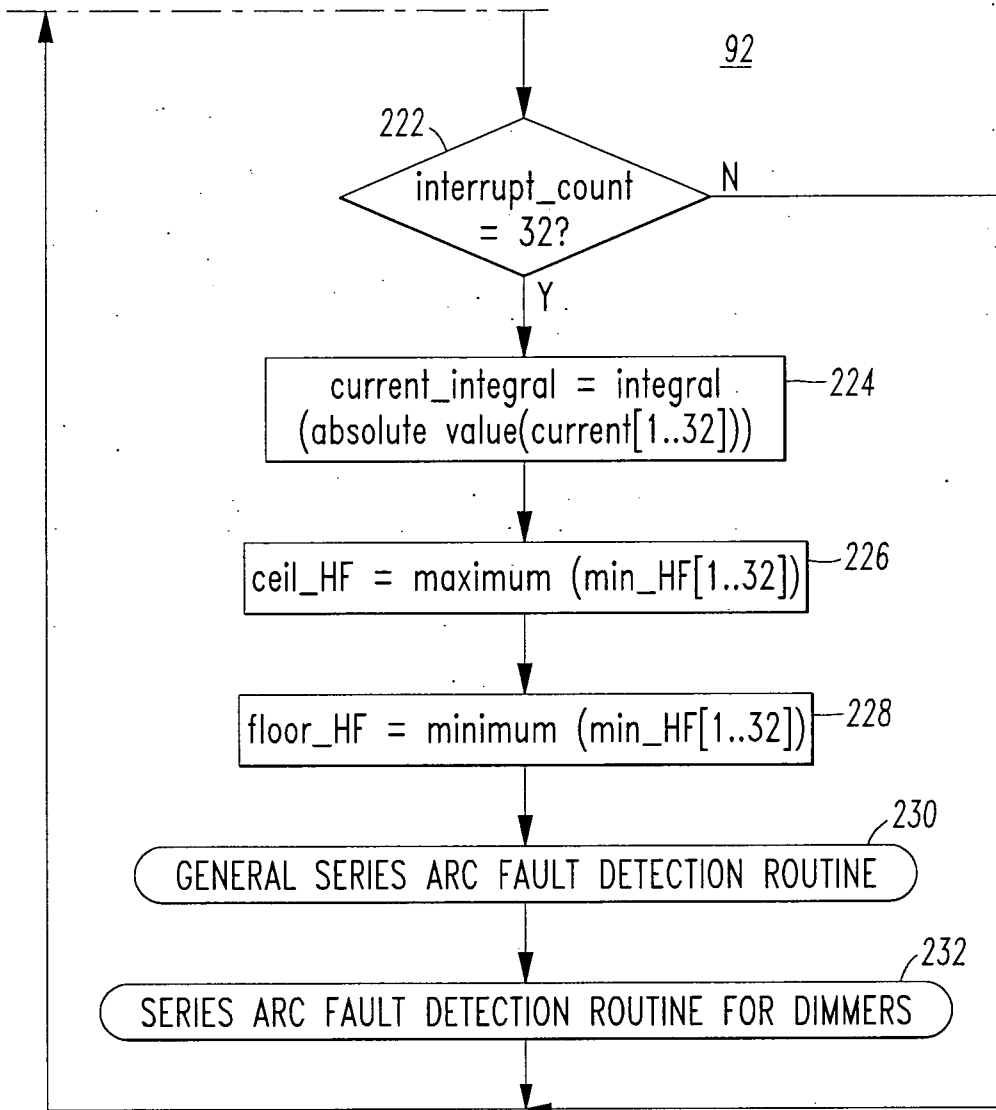 92
222
interrupt_count
= 32?
N
Y
current_integral = integral
(absolute value(current[1..32]))
224
ceil_HF = maximum (min_HF[1..32])
226
floor_HF = minimum (min_HF[1..32])
228
230
GENERAL SERIES ARC FAULT DETECTION ROUTINE
232
SERIES ARC FAULT DETECTION ROUTINE FOR DIMMERS